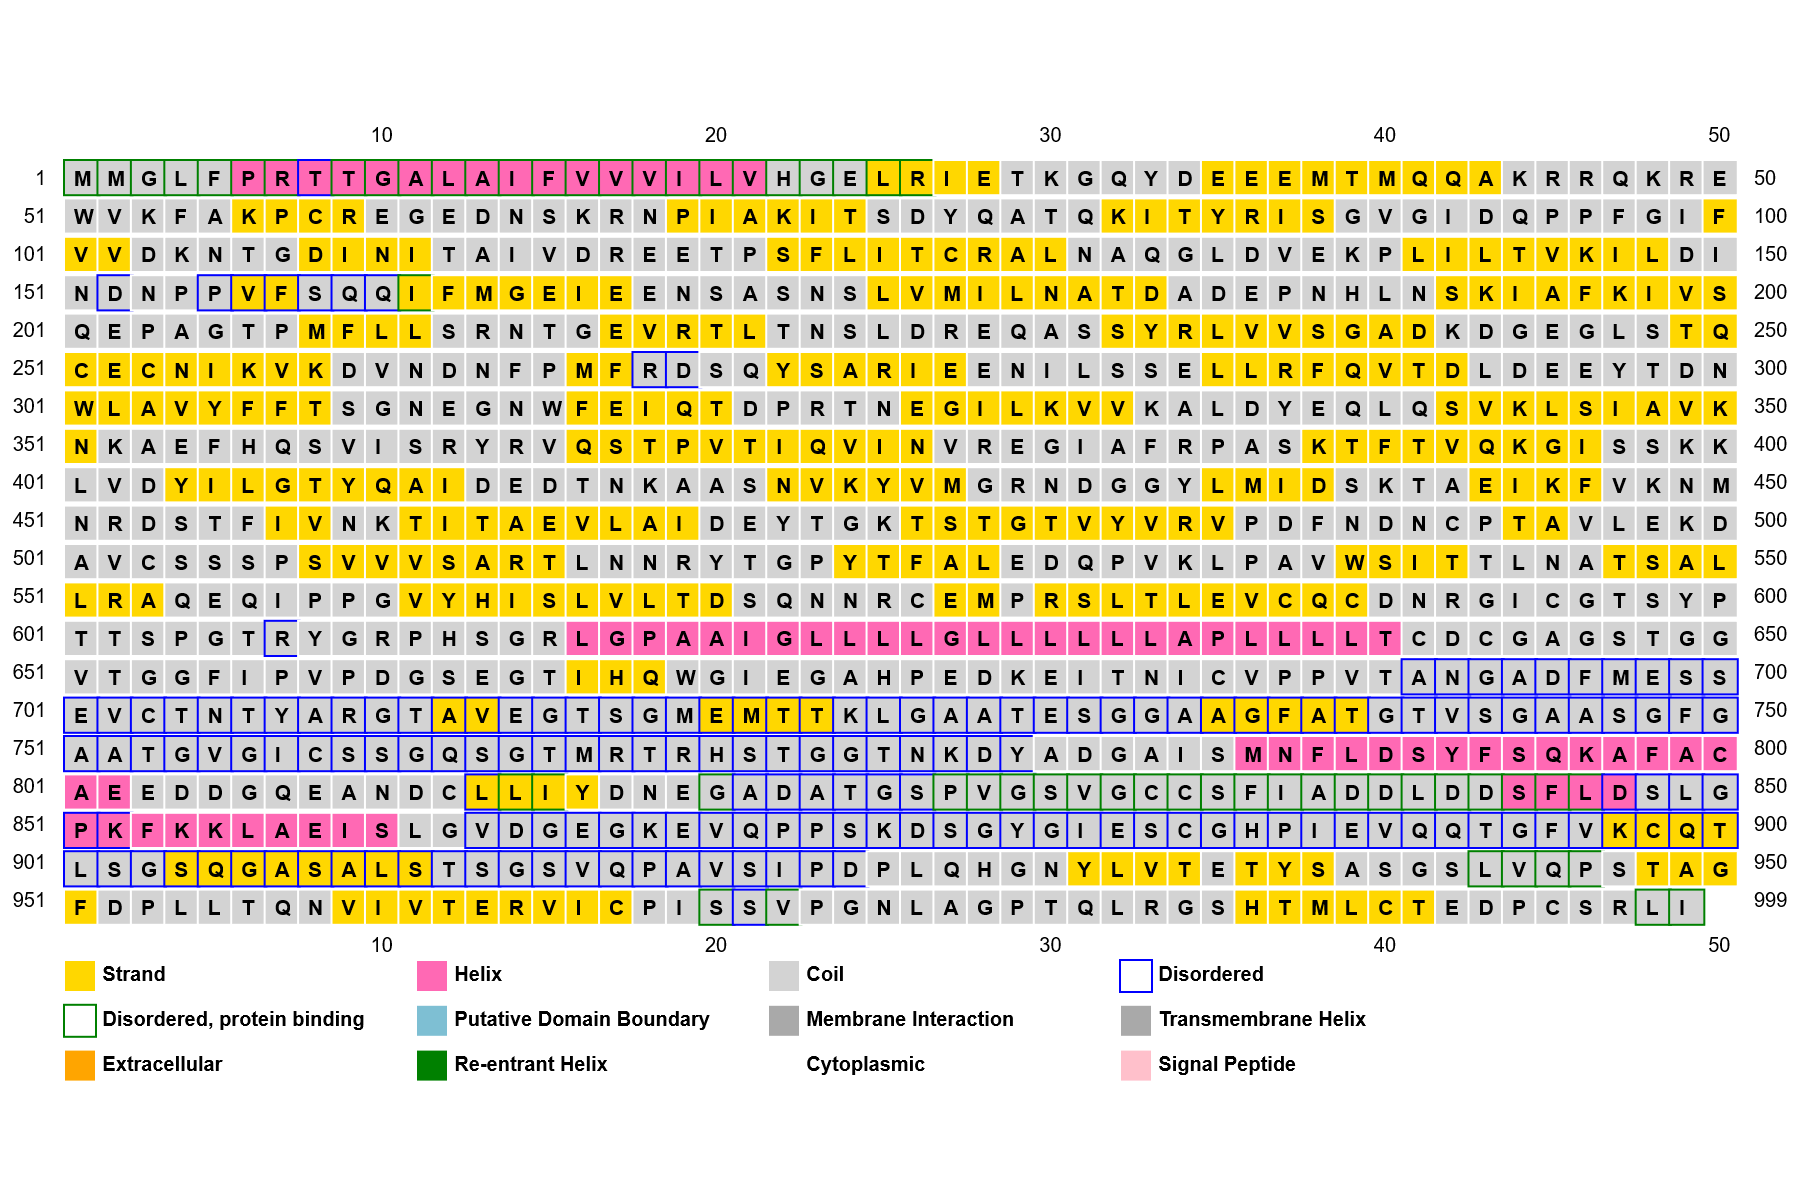 10 20 30 40 50
1 M M G L F P R T T G A L A I F V V V I L V H G E L R I E T K G Q Y D E E E M T M Q Q A K R R Q K R E 50
51 W V K F A K P C R E G E D N S K R N P I A K I T S D Y Q A T Q K I T Y R I S G V G I D Q P P F G I F 100
101 V V D K N T G D I N I T A I V D R E E T P S F L I T C R A L N A Q G L D V E K P L I L T V K I L D I 150
151 N D N P P V F S Q Q I F M G E I E E N S A S N S L V M I L N A T D A D E P N H L N S K I A F K I V S 200
201 Q E P A G T P M F L L S R N T G E V R T L T N S L D R E Q A S S Y R L V V S G A D K D G E G L S T Q 250
251 C E C N I K V K D V N D N F P M F R D S Q Y S A R I E E N I L S S E L L R F Q V T D L D E E Y T D N 300
301 W L A V Y F F T S G N E G N W F E I Q T D P R T N E G I L K V V K A L D Y E Q L Q S V K L S I A V K 350
351 N K A E F H Q S V I S R Y R V Q S T P V T I Q V I N V R E G I A F R P A S K T F T V Q K G I S S K K 400
401 L V D Y I L G T Y Q A I D E D T N K A A S N V K Y V M G R N D G G Y L M I D S K T A E I K F V K N M 450
451 N R D S T F I V N K T I T A E V L A I D E Y T G K T S T G T V Y V R V P D F N D N C P T A V L E K D 500
501 A V C S S S P S V V V S A R T L N N R Y T G P Y T F A L E D Q P V K L P A V W S I T T L N A T S A L 550
551 L R A Q E Q I P P G V Y H I S L V L T D S Q N N R C E M P R S L T L E V C Q C D N R G I C G T S Y P 600
601 T T S P G T R Y G R P H S G R L G P A A I G L L L L G L L L L L L A P L L L L T C D C G A G S T G G 650
651 V T G G F I P V P D G S E G T I H Q W G I E G A H P E D K E I T N I C V P P V T A N G A D F M E S S 700
701 E V C T N T Y A R G T A V E G T S G M E M T T K L G A A T E S G G A A G F A T G T V S G A A S G F G 750
751 A A T G V G I C S S G Q S G T M R T R H S T G G T N K D Y A D G A I S M N F L D S Y F S Q K A F A C 800
801 A E E D D G Q E A N D C L L I Y D N E G A D A T G S P V G S V G C C S F I A D D L D D S F L D S L G 850
851 P K F K K L A E I S L G V D G E G K E V Q P P S K D S G Y G I E S C G H P I E V Q Q T G F V K C Q T 900
901 L S G S Q G A S A L S T S G S V Q P A V S I P D P L Q H G N Y L V T E T Y S A S G S L V Q P S T A G 950
951 F D P L L T Q N V I V T E R V I C P I S S V P G N L A G P T Q L R G S H T M L C T E D P C S R L I 999
10 20 30 40 50
Strand Helix Coil Disordered
Disordered, protein binding Putative Domain Boundary Membrane Interaction Transmembrane Helix
Extracellular Re-entrant Helix Cytoplasmic Signal Peptide